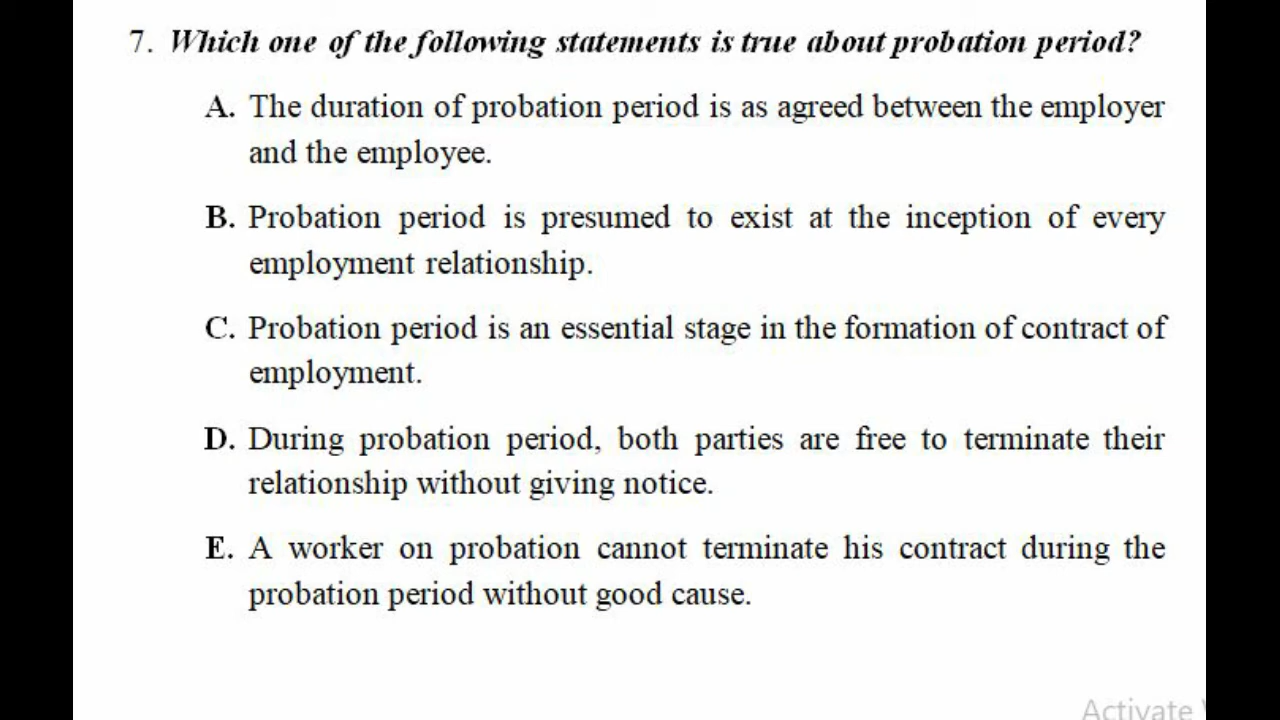 7. Which one of the following statements is true about probation period?
A. The duration of probation period is as agreed between the employer
and the employee.
B. Probation period is presumed to exist at the inception of every
employment relationship.
C. Probation period is an essential stage in the formation of contract of
employment.
D. During probation period, both parties are free to terminate their
relationship without giving notice.
E. A worker on probation cannot terminate his contract during the
probation period without good cause.
Activate